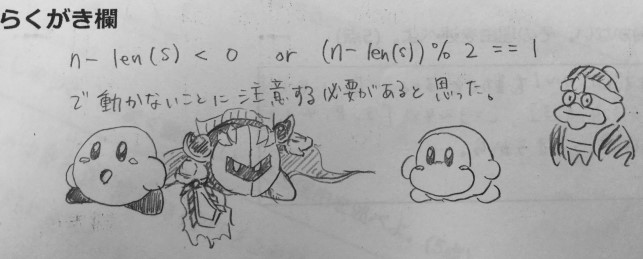 らくがき欄
n - len(s) < 0 or (n - len(s)) % 2 == 1
で動かないことに注意する必要があると思った。